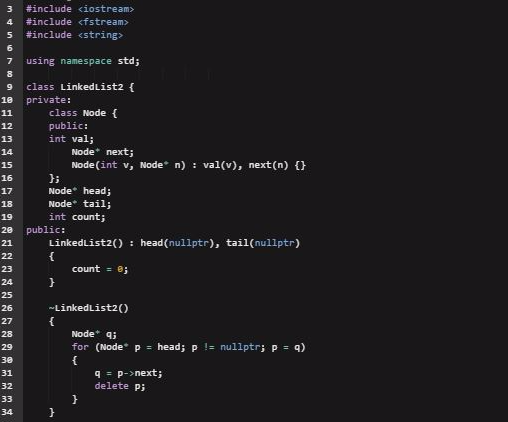 3 #include <iostream>
4 #include <fstream>
5 #include <string>
6
7 using namespace std;
8
9 class LinkedList2 {
10 private:
11     class Node {
12     public:
13     int val;
14         Node* next;
15         Node(int v, Node* n) : val(v), next(n) {}
16     };
17     Node* head;
18     Node* tail;
19     int count;
20 public:
21     LinkedList2() : head(nullptr), tail(nullptr)
22     {
23         count = 0;
24     }
25
26     ~LinkedList2()
27     {
28         Node* q;
29         for (Node* p = head; p != nullptr; p = q)
30         {
31             q = p->next;
32             delete p;
33         }
34     }